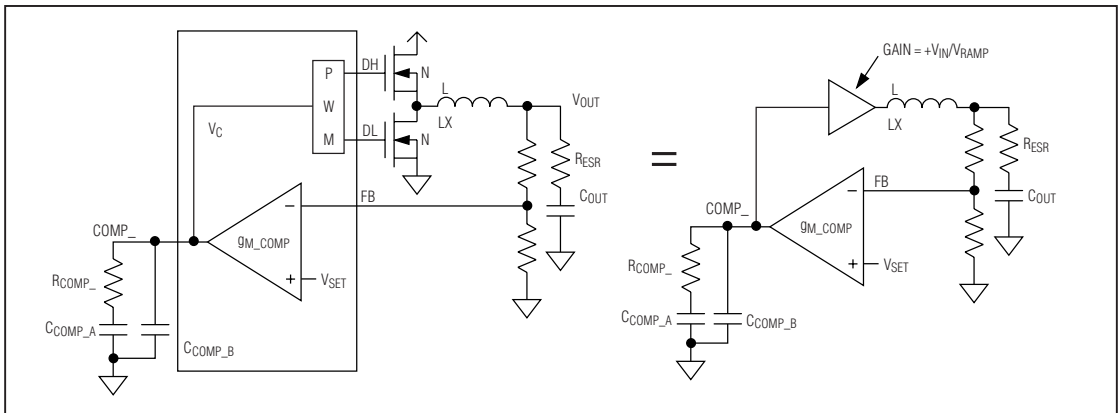 P
W
M
DH
DL
N
N
L
LX
VOUT
RESR
COUT
VC
FB
COMP_
gM_COMP
−
+
VSET
RCOMP_
CCOMP_A
CCOMP_B
=
GAIN = +VIN/VRAMP
L
LX
RESR
COUT
FB
COMP_
gM_COMP
−
+
VSET
RCOMP_
CCOMP_A
CCOMP_B